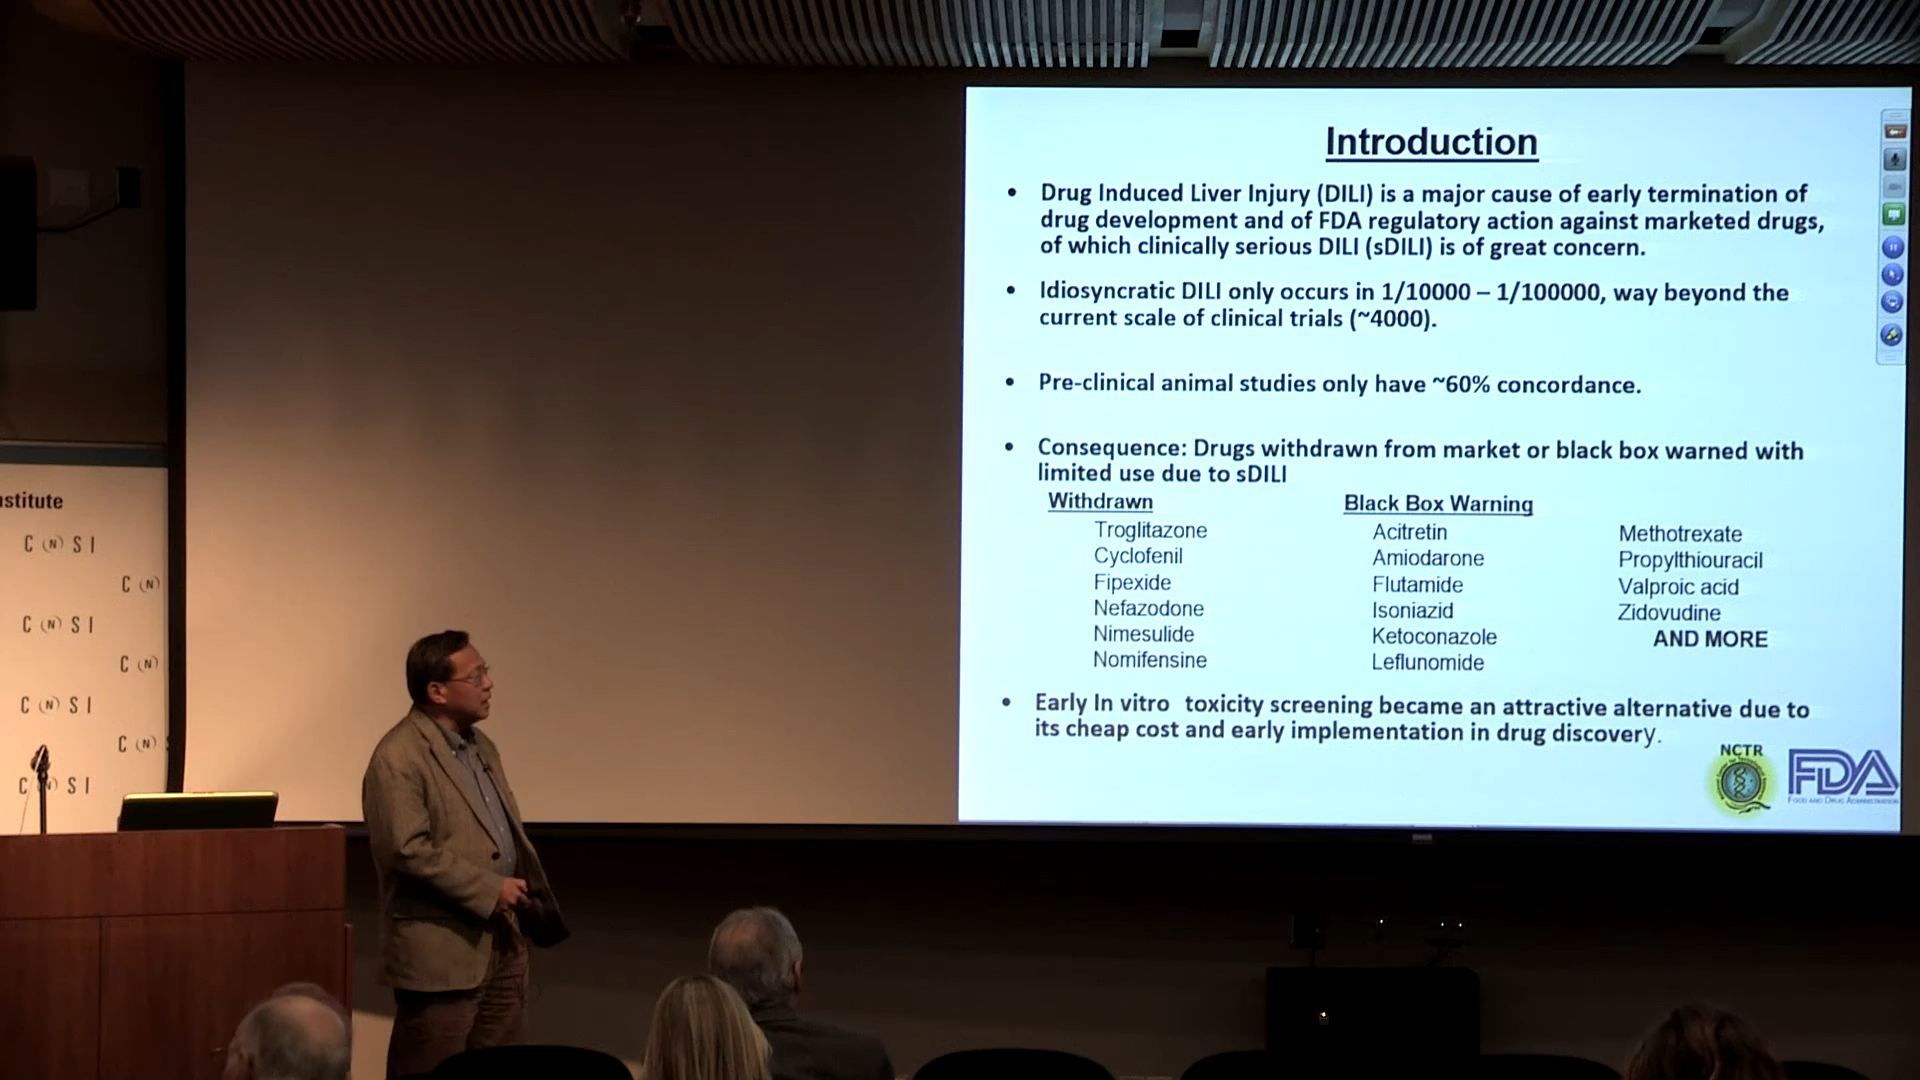 Introduction
• Drug Induced Liver Injury (DILI) is a major cause of early termination of
drug development and of FDA regulatory action against marketed drugs,
of which clinically serious DILI (sDILI) is of great concern.
• Idiosyncratic DILI only occurs in 1/10000 – 1/100000, way beyond the
current scale of clinical trials (~4000).
• Pre-clinical animal studies only have ~60% concordance.
• Consequence: Drugs withdrawn from market or black box warned with
limited use due to sDILI
Withdrawn
Troglitazone
Cyclofenil
Fipexide
Nefazodone
Nimesulide
Nomifensine
Black Box Warning
Acitretin
Amiodarone
Flutamide
Isoniazid
Ketoconazole
Leflunomide
Methotrexate
Propylthiouracil
Valproic acid
Zidovudine
AND MORE
• Early In vitro toxicity screening became an attractive alternative due to
its cheap cost and early implementation in drug discovery.
NCTR
FDA
FOOD AND DRUG ADMINISTRATION
stitute
C (N) S I
C (N)
C (N) S I
C (N)
C (N) S I
C (N)
C (N) S I